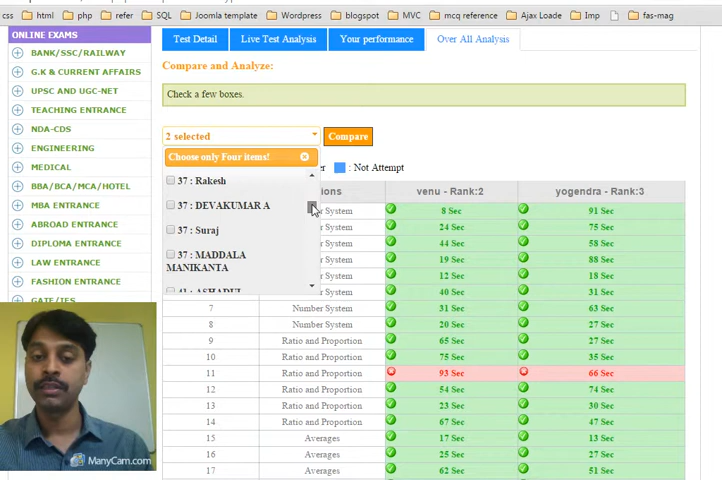 css html php refer SQL Joomla template Wordpress blogspot MVC mcq reference Ajax Loade Imp fas-mag
ONLINE EXAMS
BANK/SSC/RAILWAY
G.K & CURRENT AFFAIRS
UPSC AND UGC-NET
TEACHING ENTRANCE
NDA-CDS
ENGINEERING
MEDICAL
BBA/BCA/MCA/HOTEL
MBA ENTRANCE
ABROAD ENTRANCE
DIPLOMA ENTRANCE
LAW ENTRANCE
FASHION ENTRANCE
GATE/IES
Test Detail Live Test Analysis Your performance Over All Analysis
Compare and Analyze:
Check a few boxes.
2 selected Compare
Choose only Four items!
37 : Rakesh
37 : DEVAKUMAR A
37 : Suraj
37 : MADDALA
MANIKANTA
: Not Attempt
venu - Rank:2 yogendra - Rank:3
8 Sec 91 Sec
24 Sec 75 Sec
44 Sec 58 Sec
19 Sec 88 Sec
12 Sec 18 Sec
40 Sec 31 Sec
7 Number System 31 Sec 63 Sec
8 Number System 20 Sec 27 Sec
9 Ratio and Proportion 65 Sec 27 Sec
10 Ratio and Proportion 75 Sec 35 Sec
11 Ratio and Proportion 93 Sec 66 Sec
12 Ratio and Proportion 54 Sec 74 Sec
13 Ratio and Proportion 23 Sec 30 Sec
14 Ratio and Proportion 67 Sec 47 Sec
15 Averages 17 Sec 13 Sec
16 Averages 25 Sec 27 Sec
17 Averages 62 Sec 51 Sec
ManyCam.com